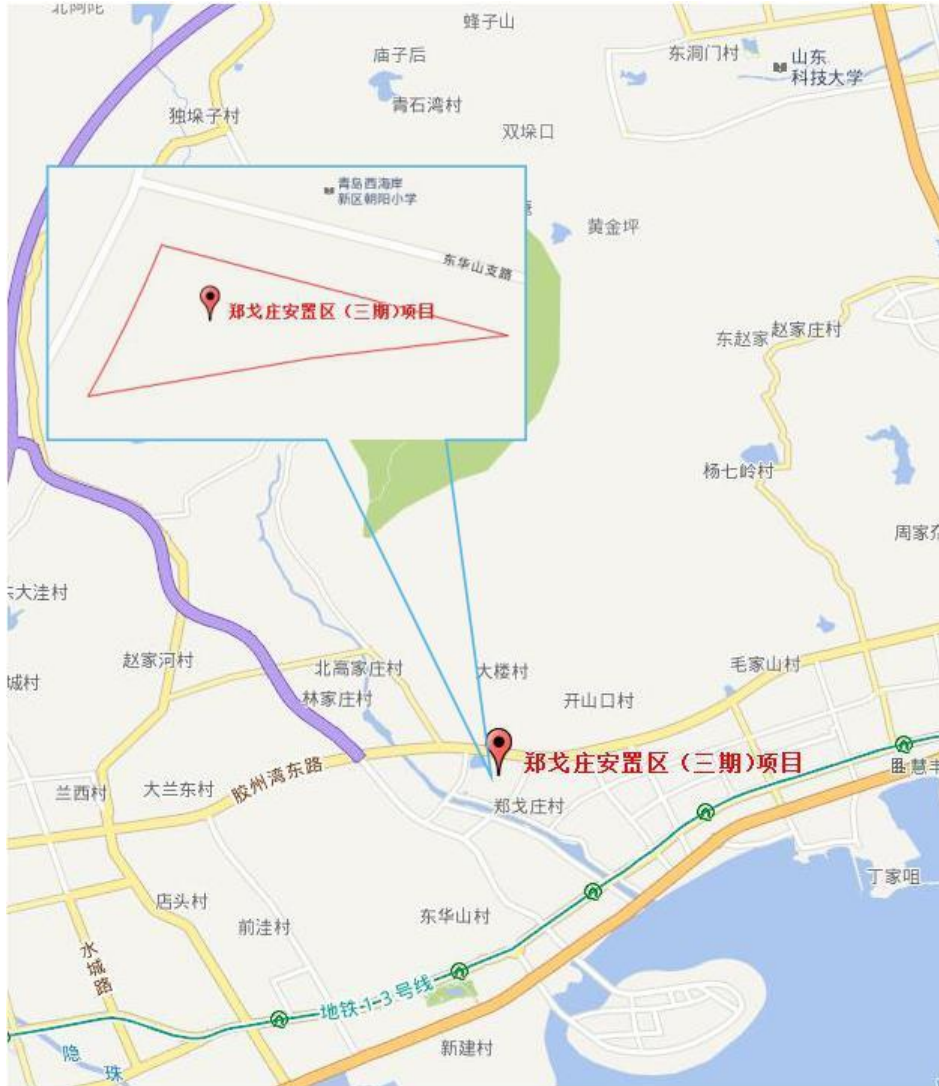 北阿陀
蜂子山
庙子后
东洞门村
山东
科技大学
青石湾村
独垛子村
双垛口
青岛西海岸
新区朝阳小学
黄金坪
东华山支路
郑戈庄安置区（三期）项目
东赵家
赵家庄村
杨七岭村
周家夼
东大洼村
赵家河村
北高家庄村
大楼村
毛家山村
城村
林家庄村
开山口村
郑戈庄安置区（三期）项目
胶州湾东路
兰西村
大兰东村
郑戈庄村
丁家咀
店头村
前洼村
东华山村
水城路
地铁1-3号线
新建村
隐
珠